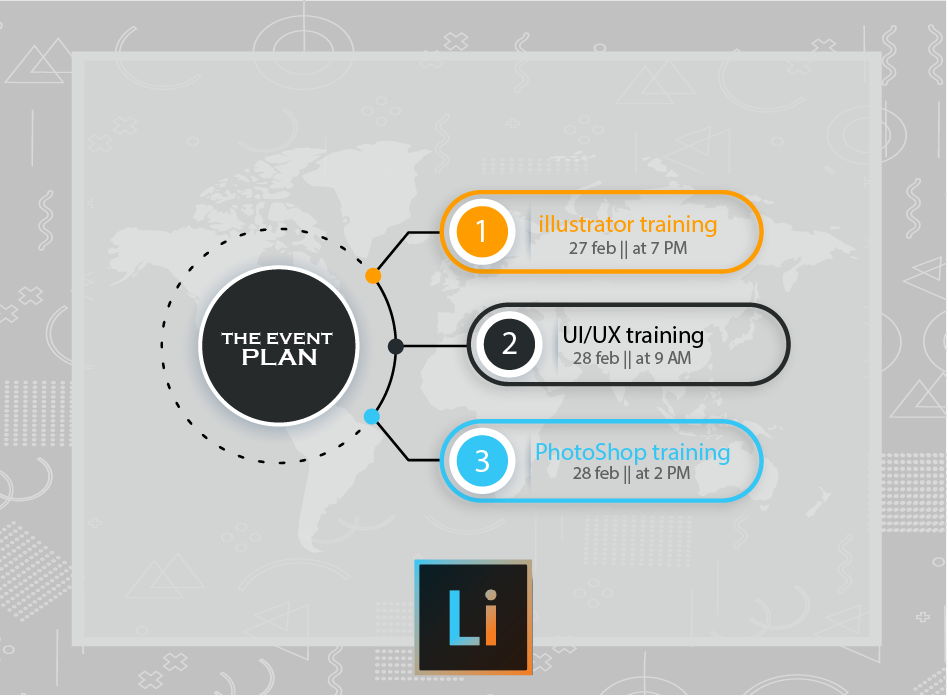 THE EVENT
PLAN
1
illustrator training
27 feb || at 7 PM
2
UI/UX training
28 feb || at 9 AM
3
PhotoShop training
28 feb || at 2 PM
Li